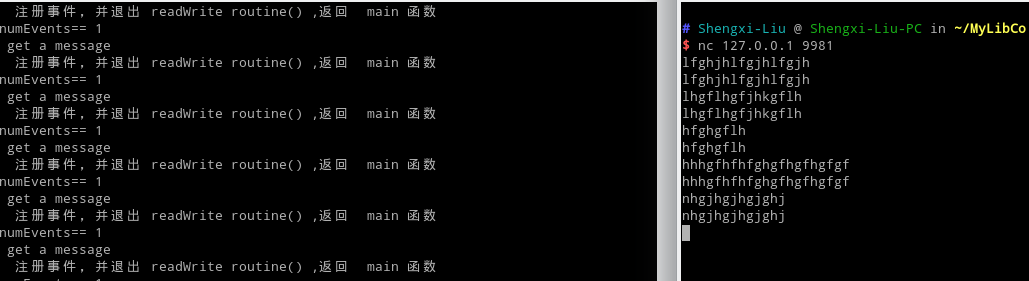 注册事件, 并退出 readWrite routine() ,返回 main 函数
numEvents== 1
get a message
注册事件, 并退出 readWrite routine() ,返回 main 函数
numEvents== 1
get a message
注册事件, 并退出 readWrite routine() ,返回 main 函数
numEvents== 1
get a message
注册事件, 并退出 readWrite routine() ,返回 main 函数
numEvents== 1
get a message
注册事件, 并退出 readWrite routine() ,返回 main 函数
numEvents== 1
get a message
注册事件, 并退出 readWrite routine() ,返回 main 函数
# Shengxi-Liu @ Shengxi-Liu-PC in ~/MyLibCo
$ nc 127.0.0.1 9981
lfghjhlfgjhlfgjh
lfghjhlfgjhlfgjh
lhgflhgfjhkgflh
lhgflhgfjhkgflh
hfghgflh
hfghgflh
hhhgfhfhfghgfhgfhgfgf
hhhgfhfhfghgfhgfhgfgf
nhgjhgjhgjghj
nhgjhgjhgjghj